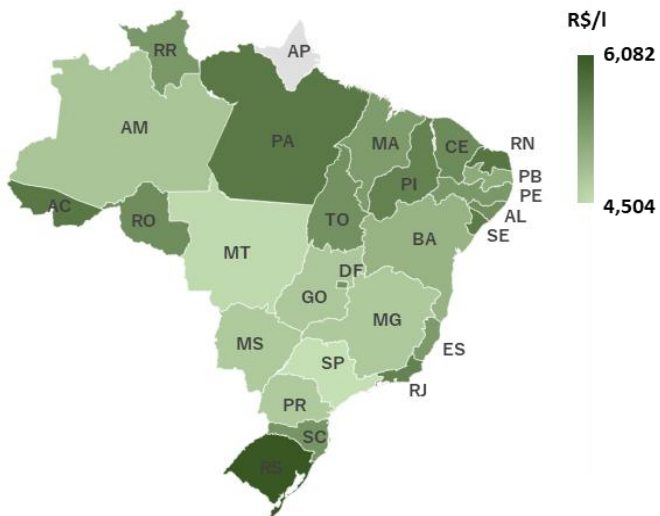 R$/l
6,082
4,504
RR
AP
AM
PA
MA
CE
RN
PB
PE
AL
SE
PI
AC
RO
TO
BA
MT
DF
GO
MG
ES
MS
SP
RJ
PR
SC
RS